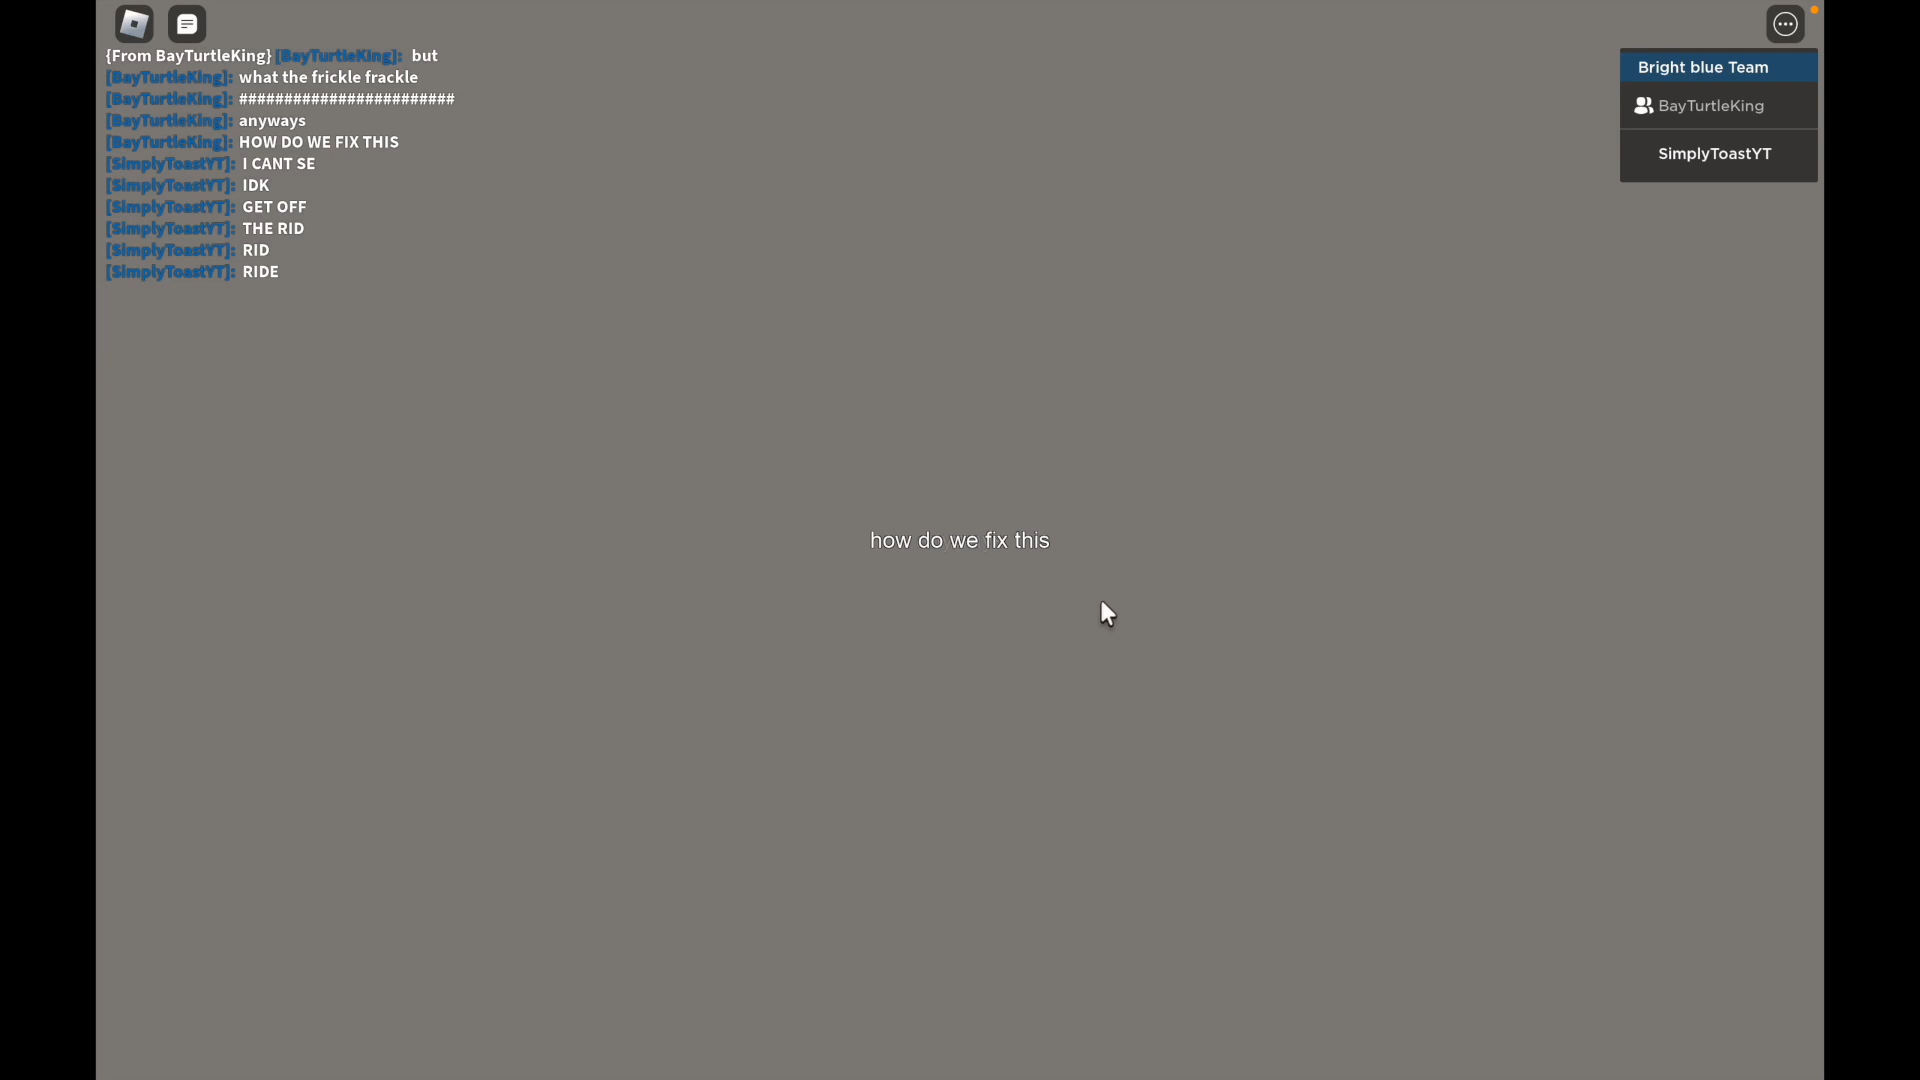 {From BayTurtleKing} [BayTurtleKing]: but
[BayTurtleKing]: what the frickle frackle
[BayTurtleKing]: ########################
[BayTurtleKing]: anyways
[BayTurtleKing]: HOW DO WE FIX THIS
[SimplyToastYT]: I CANT SE
[SimplyToastYT]: IDK
[SimplyToastYT]: GET OFF
[SimplyToastYT]: THE RID
[SimplyToastYT]: RID
[SimplyToastYT]: RIDE
Bright blue Team
BayTurtleKing
SimplyToastYT
how do we fix this